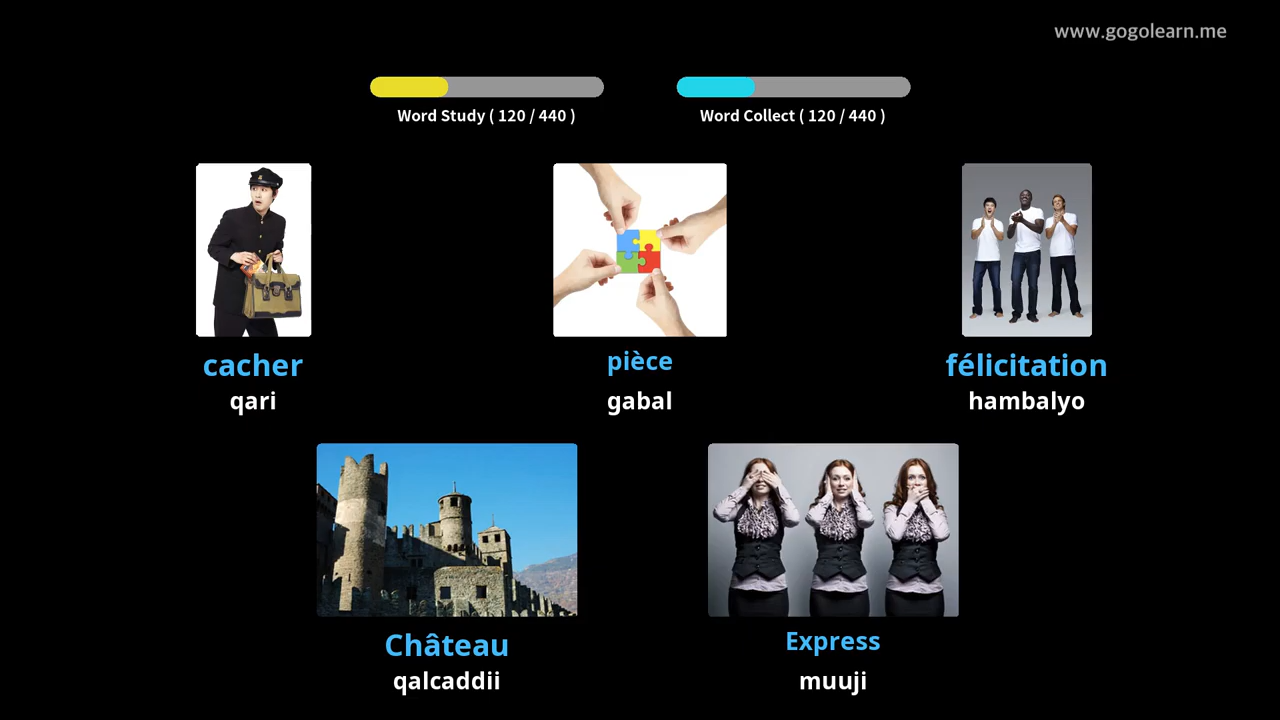 www.gogolearn.me
Word Study ( 120 / 440 )
Word Collect ( 120 / 440 )
cacher
qari
pièce
gabal
félicitation
hambalyo
Château
qalcaddii
Express
muuji